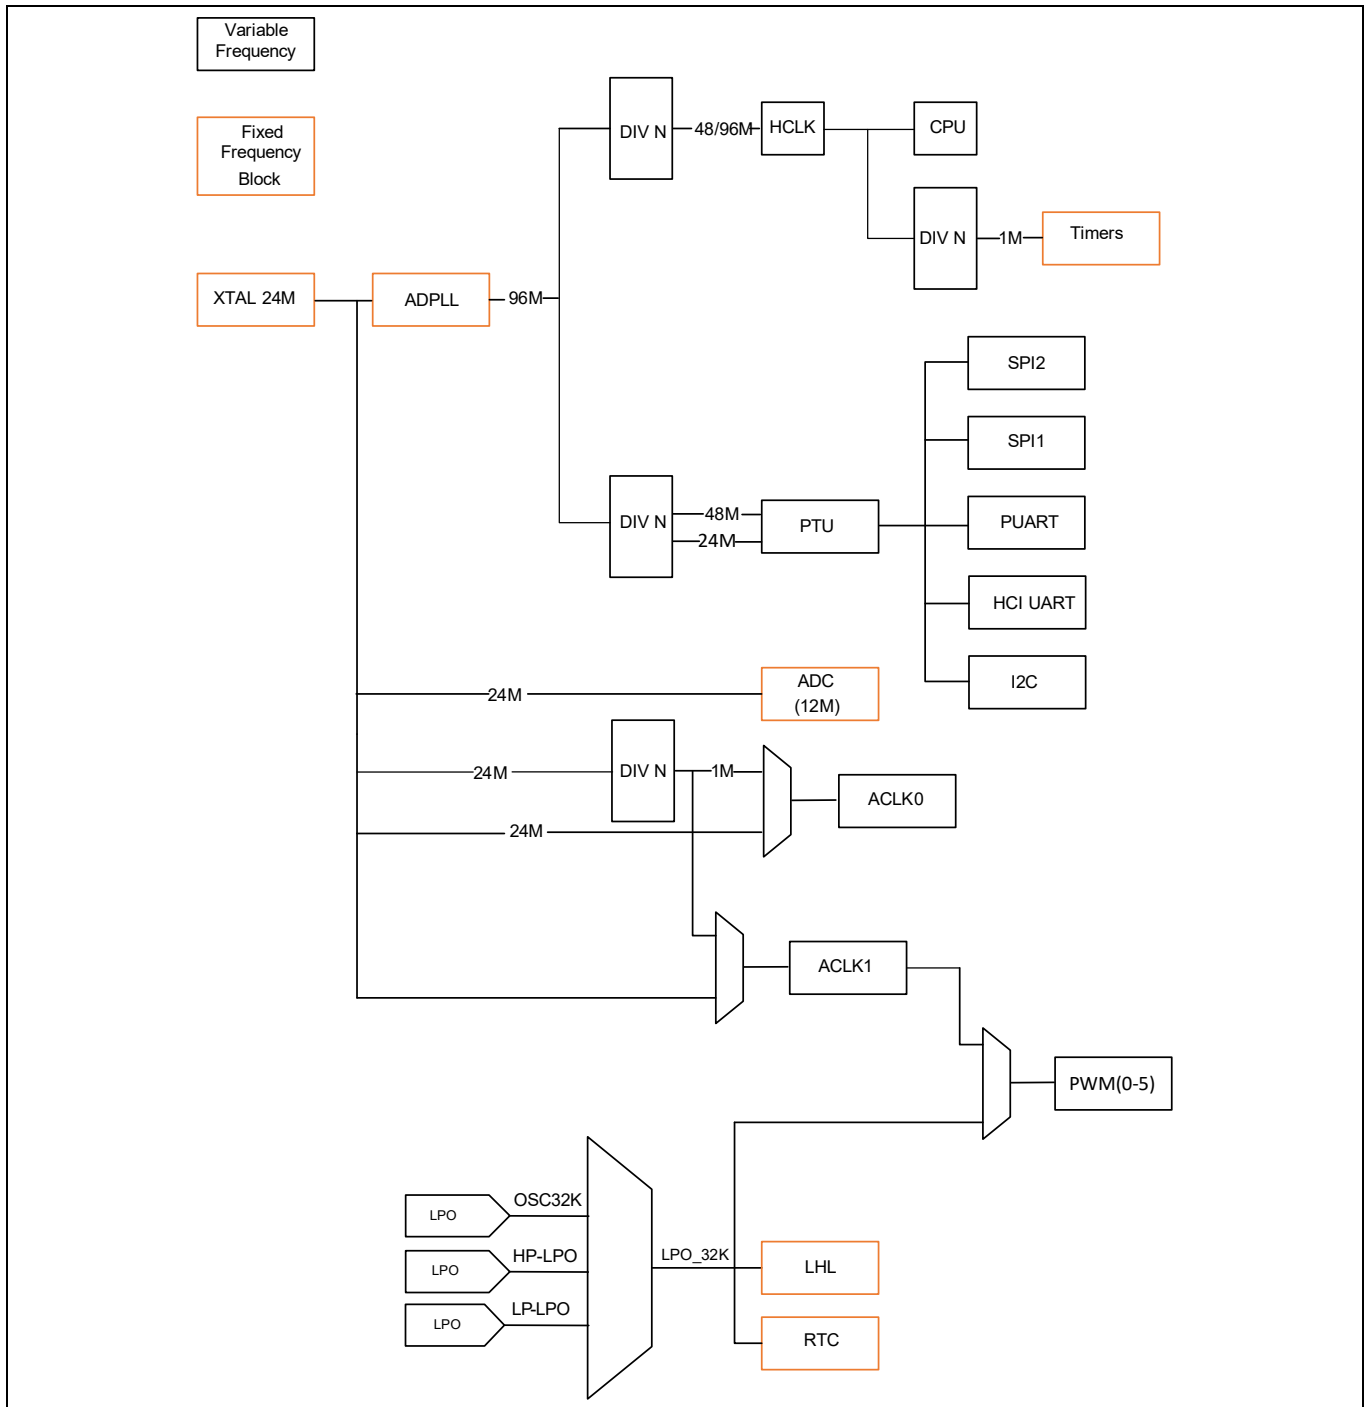 Variable
Frequency
Fixed
Frequency
Block
DIV N
48/96M
HCLK
CPU
DIV N
1M
Timers
XTAL 24M
ADPLL
96M
SPI2
SPI1
DIV N
48M
24M
PTU
PUART
HCI UART
I2C
24M
ADC
(12M)
24M
DIV N
1M
ACLK0
24M
ACLK1
PWM(0-5)
LPO
OSC32K
LPO
HP-LPO
LPO
LP-LPO
LPO_32K
LHL
RTC